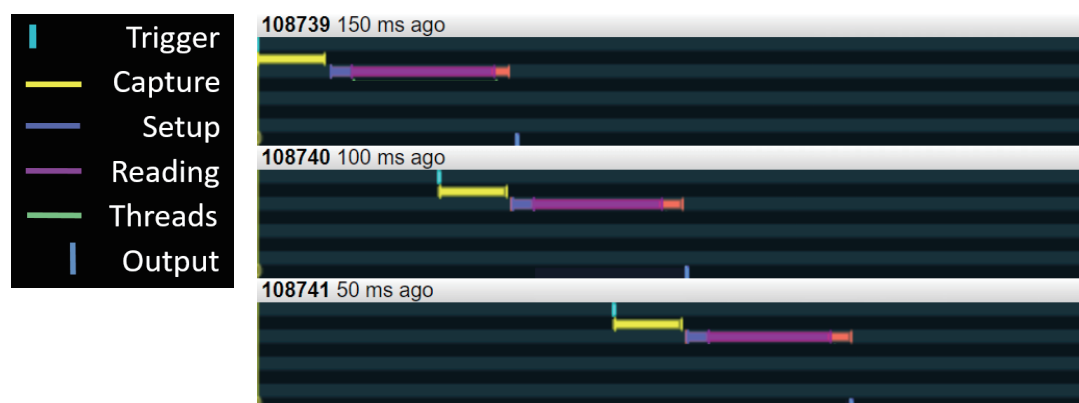 Trigger
Capture
Setup
Reading
Threads
Output
108739 150 ms ago
108740 100 ms ago
108741 50 ms ago